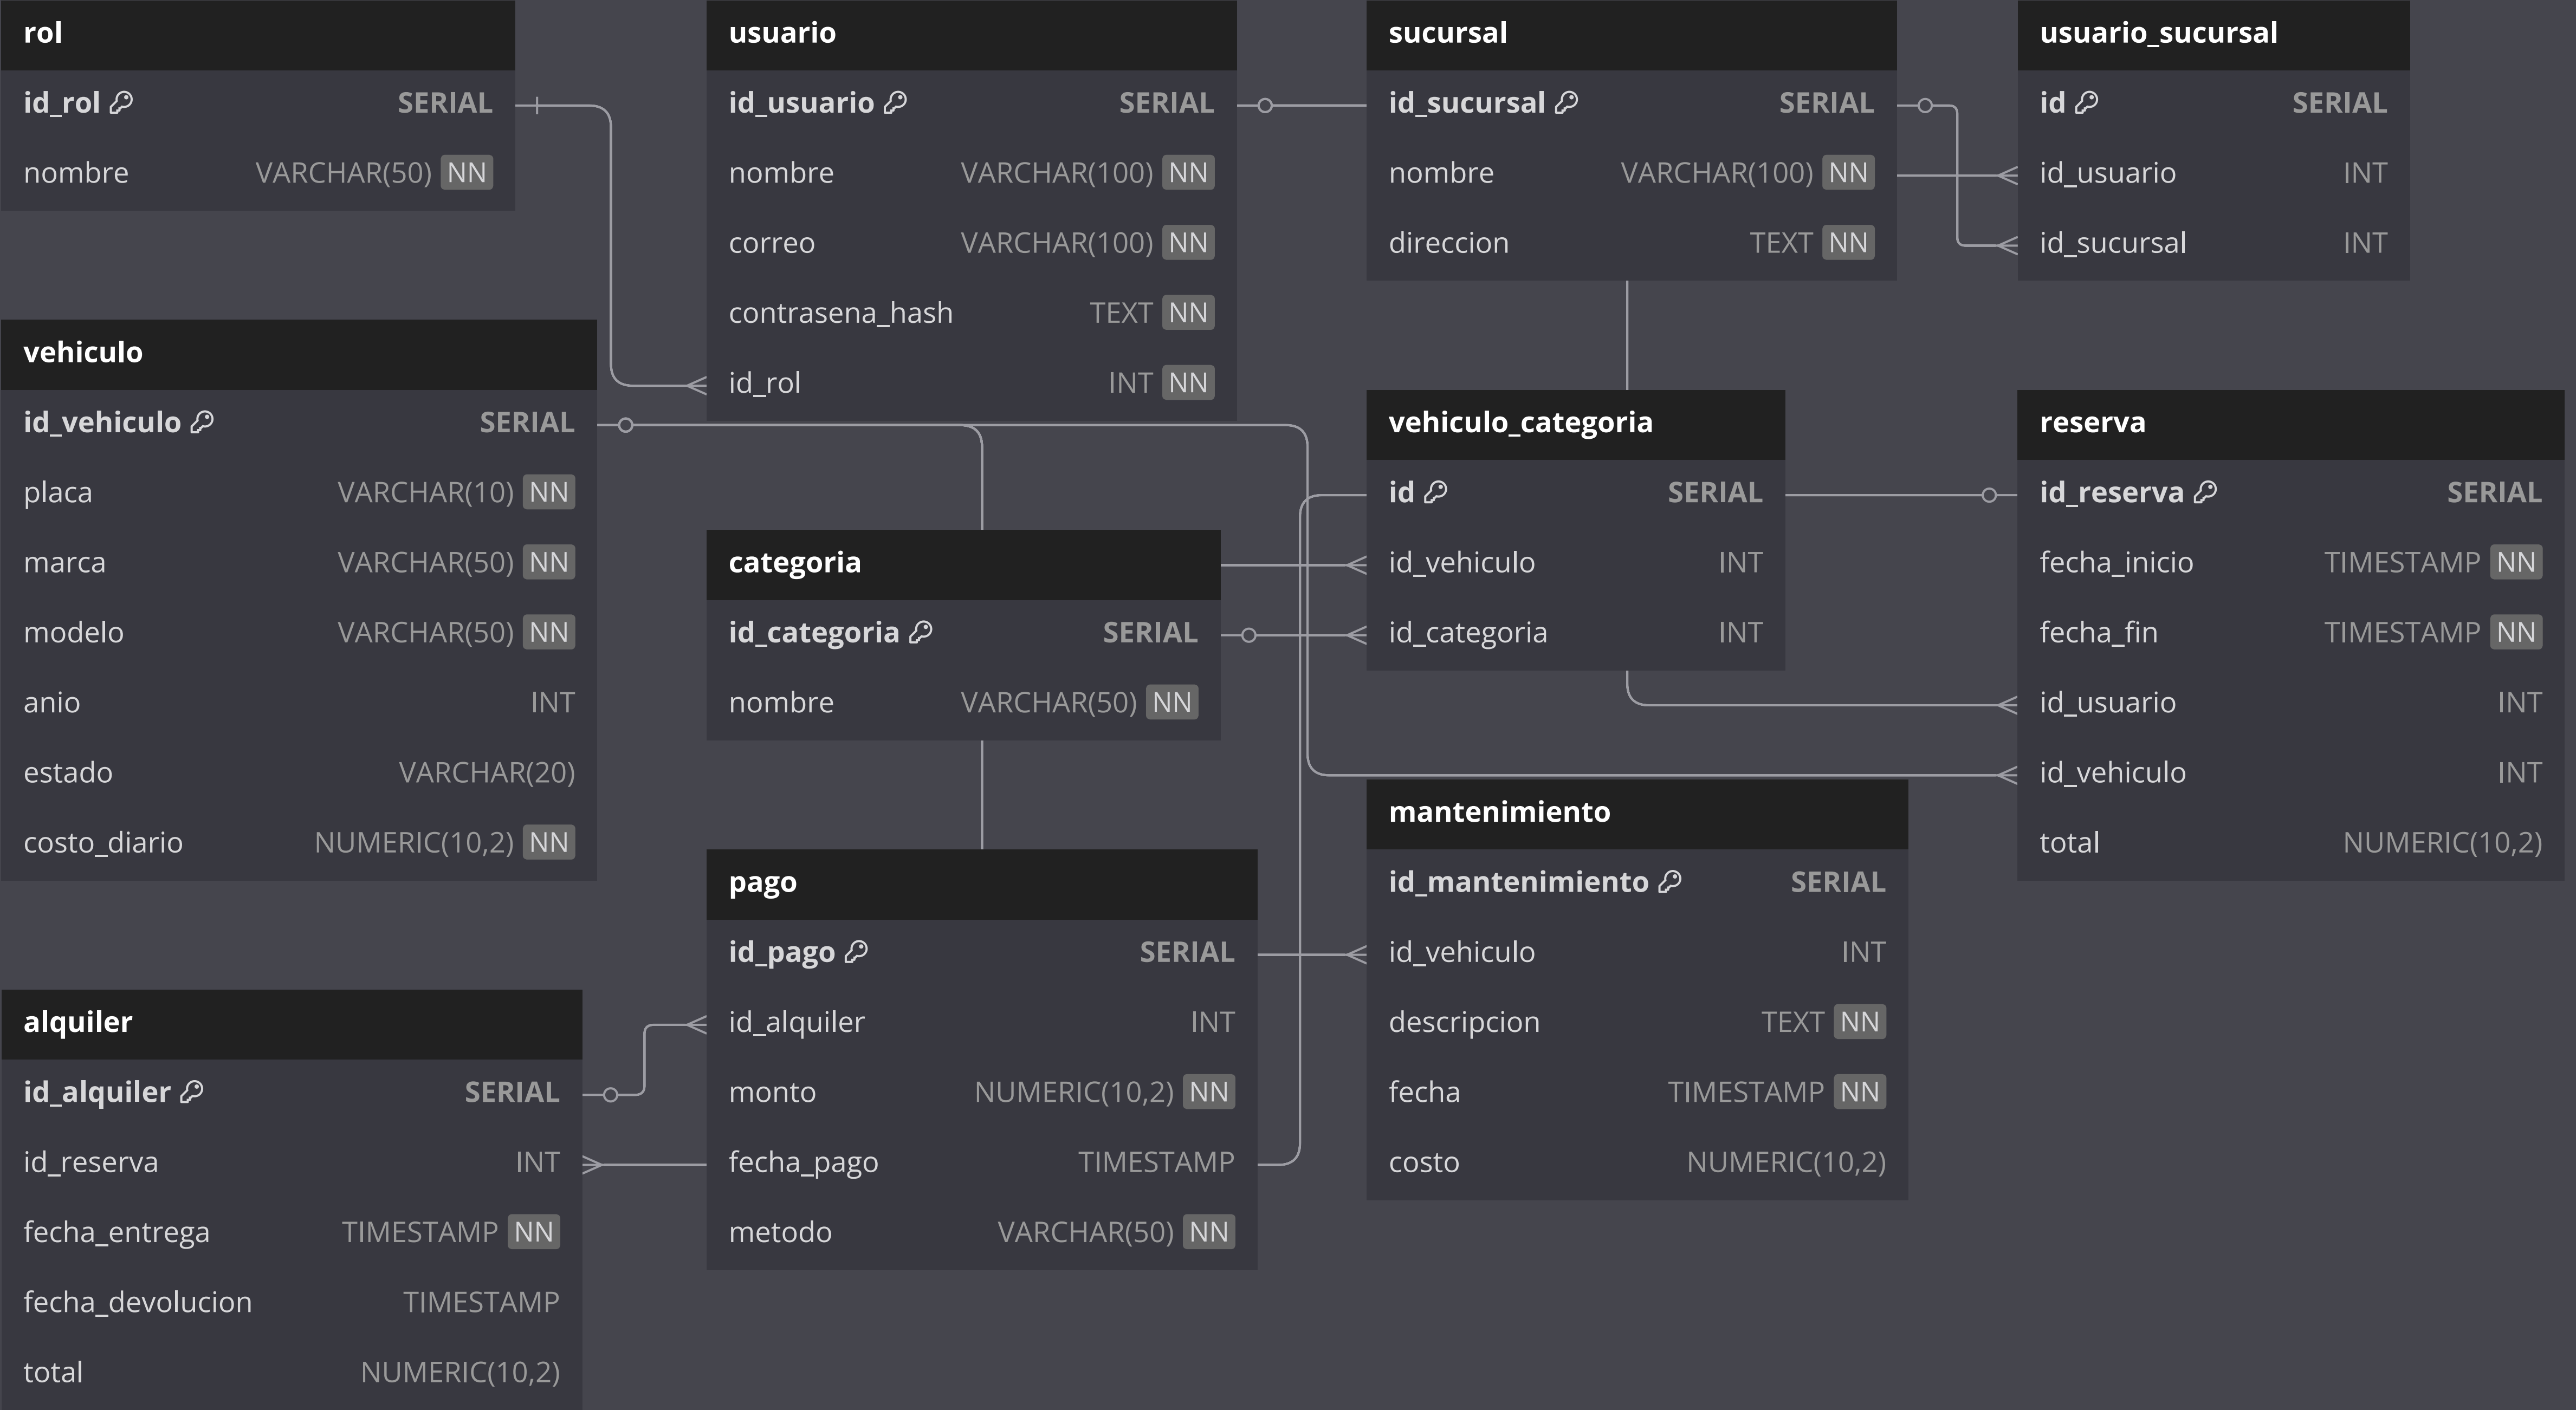 rol
id_rol SERIAL
nombre VARCHAR(50) NN
usuario
id_usuario SERIAL
nombre VARCHAR(100) NN
correo VARCHAR(100) NN
contrasena_hash TEXT NN
id_rol INT NN
sucursal
id_sucursal SERIAL
nombre VARCHAR(100) NN
direccion TEXT NN
usuario_sucursal
id SERIAL
id_usuario INT
id_sucursal INT
vehiculo
id_vehiculo SERIAL
placa VARCHAR(10) NN
marca VARCHAR(50) NN
modelo VARCHAR(50) NN
anio INT
estado VARCHAR(20)
costo_diario NUMERIC(10,2) NN
categoria
id_categoria SERIAL
nombre VARCHAR(50) NN
vehiculo_categoria
id SERIAL
id_vehiculo INT
id_categoria INT
reserva
id_reserva SERIAL
fecha_inicio TIMESTAMP NN
fecha_fin TIMESTAMP NN
id_usuario INT
id_vehiculo INT
total NUMERIC(10,2)
alquiler
id_alquiler SERIAL
id_reserva INT
fecha_entrega TIMESTAMP NN
fecha_devolucion TIMESTAMP
total NUMERIC(10,2)
pago
id_pago SERIAL
id_alquiler INT
monto NUMERIC(10,2) NN
fecha_pago TIMESTAMP
metodo VARCHAR(50) NN
mantenimiento
id_mantenimiento SERIAL
id_vehiculo INT
descripcion TEXT NN
fecha TIMESTAMP NN
costo NUMERIC(10,2)